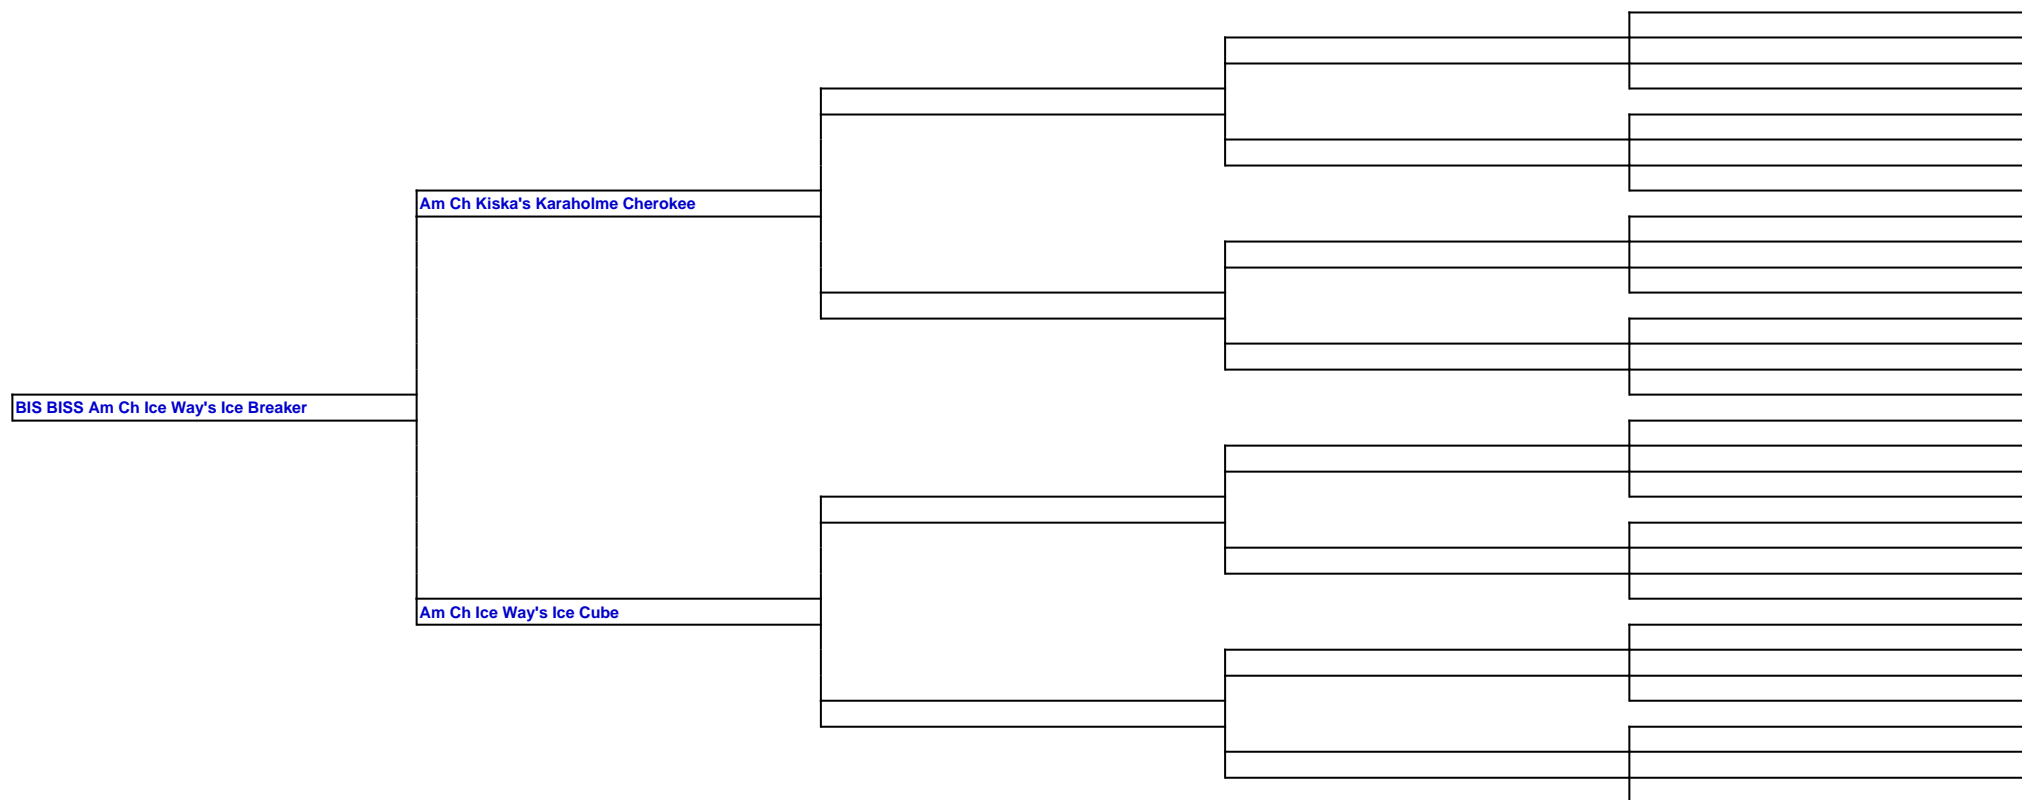 Am Ch Kiska's Karaholme Cherokee
BIS BISS Am Ch Ice Way's Ice Breaker
Am Ch Ice Way's Ice Cube